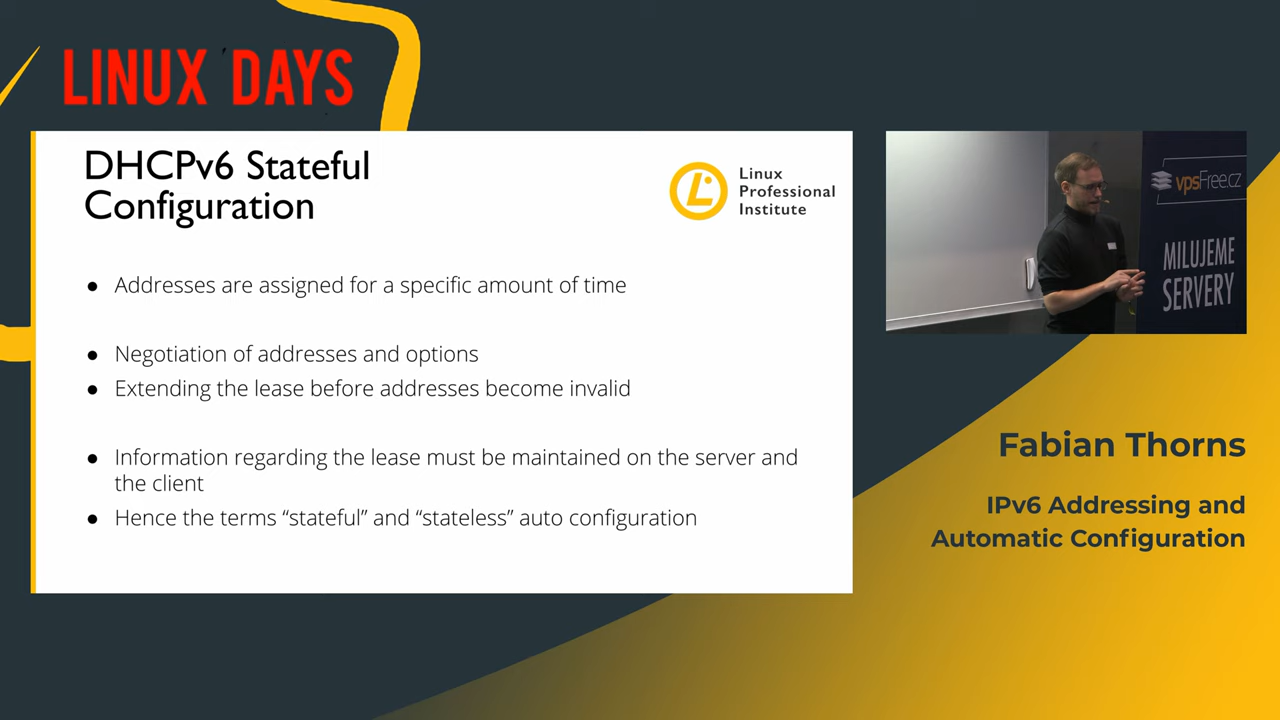 LINUX DAYS
DHCPv6 Stateful
Configuration
Linux
Professional
Institute
● Addresses are assigned for a specific amount of time
● Negotiation of addresses and options
● Extending the lease before addresses become invalid
● Information regarding the lease must be maintained on the server and
the client
● Hence the terms “stateful” and “stateless” auto configuration
vpsFree.cz
MILUJEME
SERVERY
Fabian Thorns
IPv6 Addressing and
Automatic Configuration